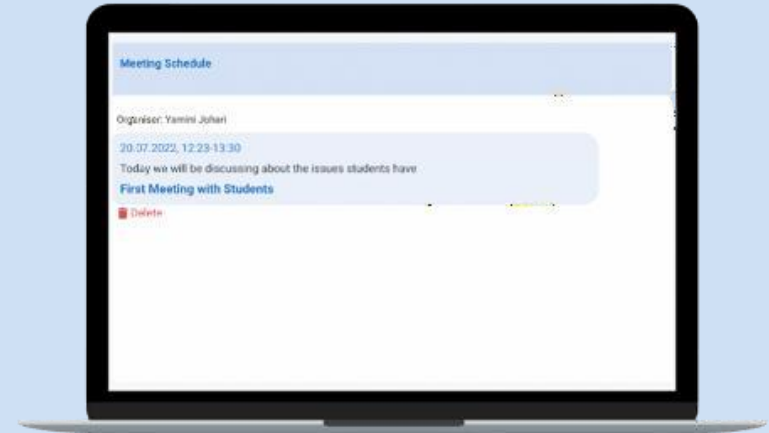 Meeting Schedule
Organiser: Yamini Johari
20.07.2022, 12:23-13:30
Today we will be discussing about the issues students have
First Meeting with Students
Delete